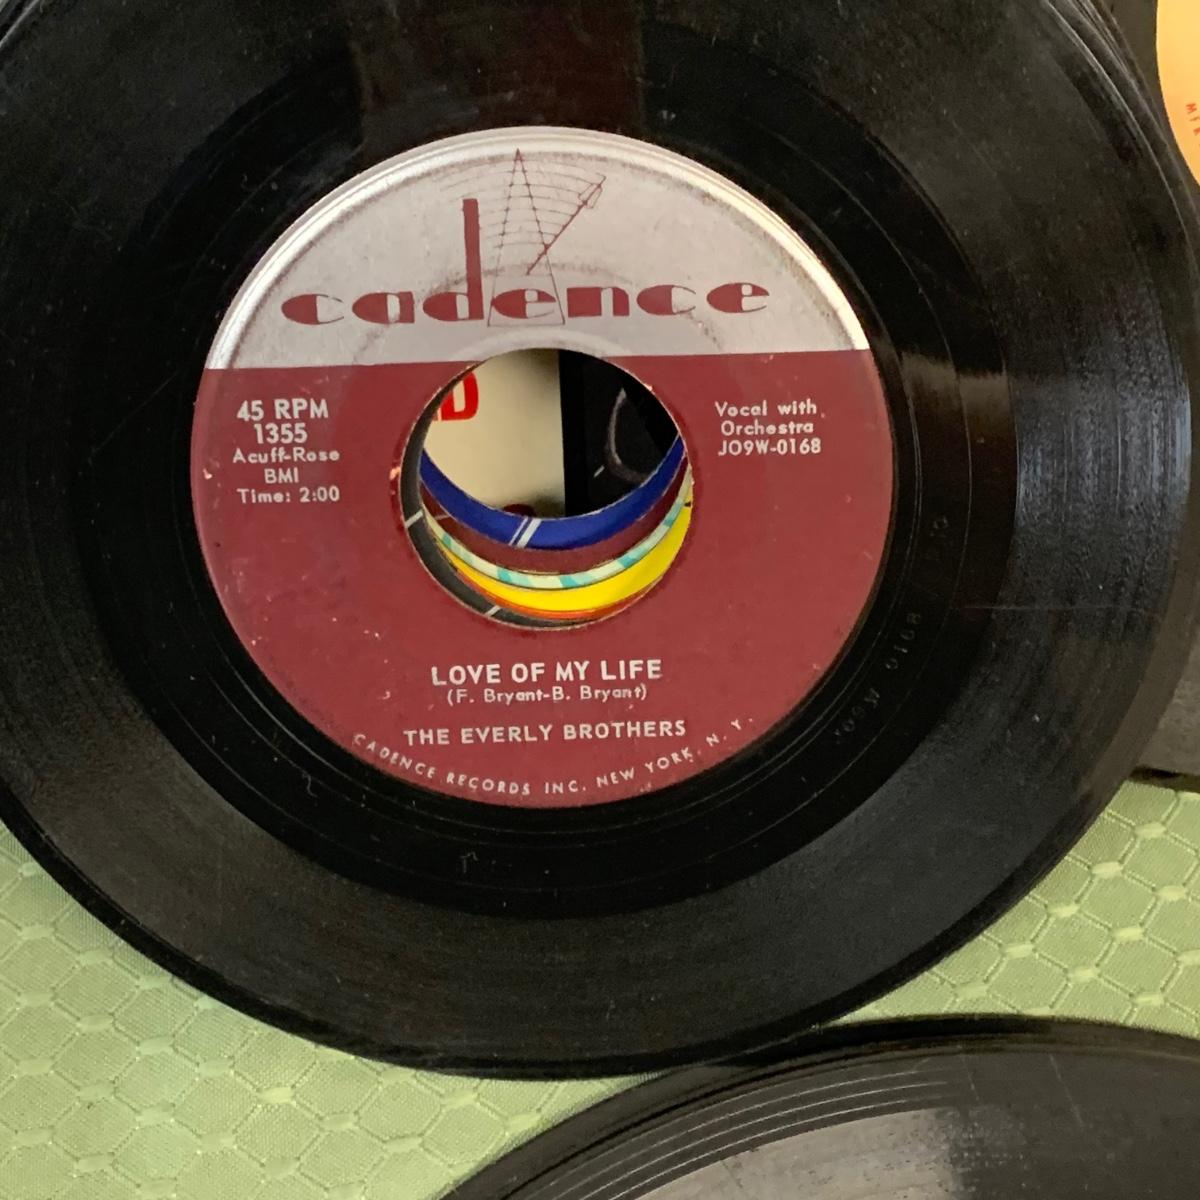 cadence
45 RPM
1355
Acuff-Rose
BMI
Time: 2:00
Vocal with
Orchestra
JO9W-0168
LOVE OF MY LIFE
(F. Bryant-B. Bryant)
THE EVERLY BROTHERS
CADENCE RECORDS INC. NEW YORK, N. Y.